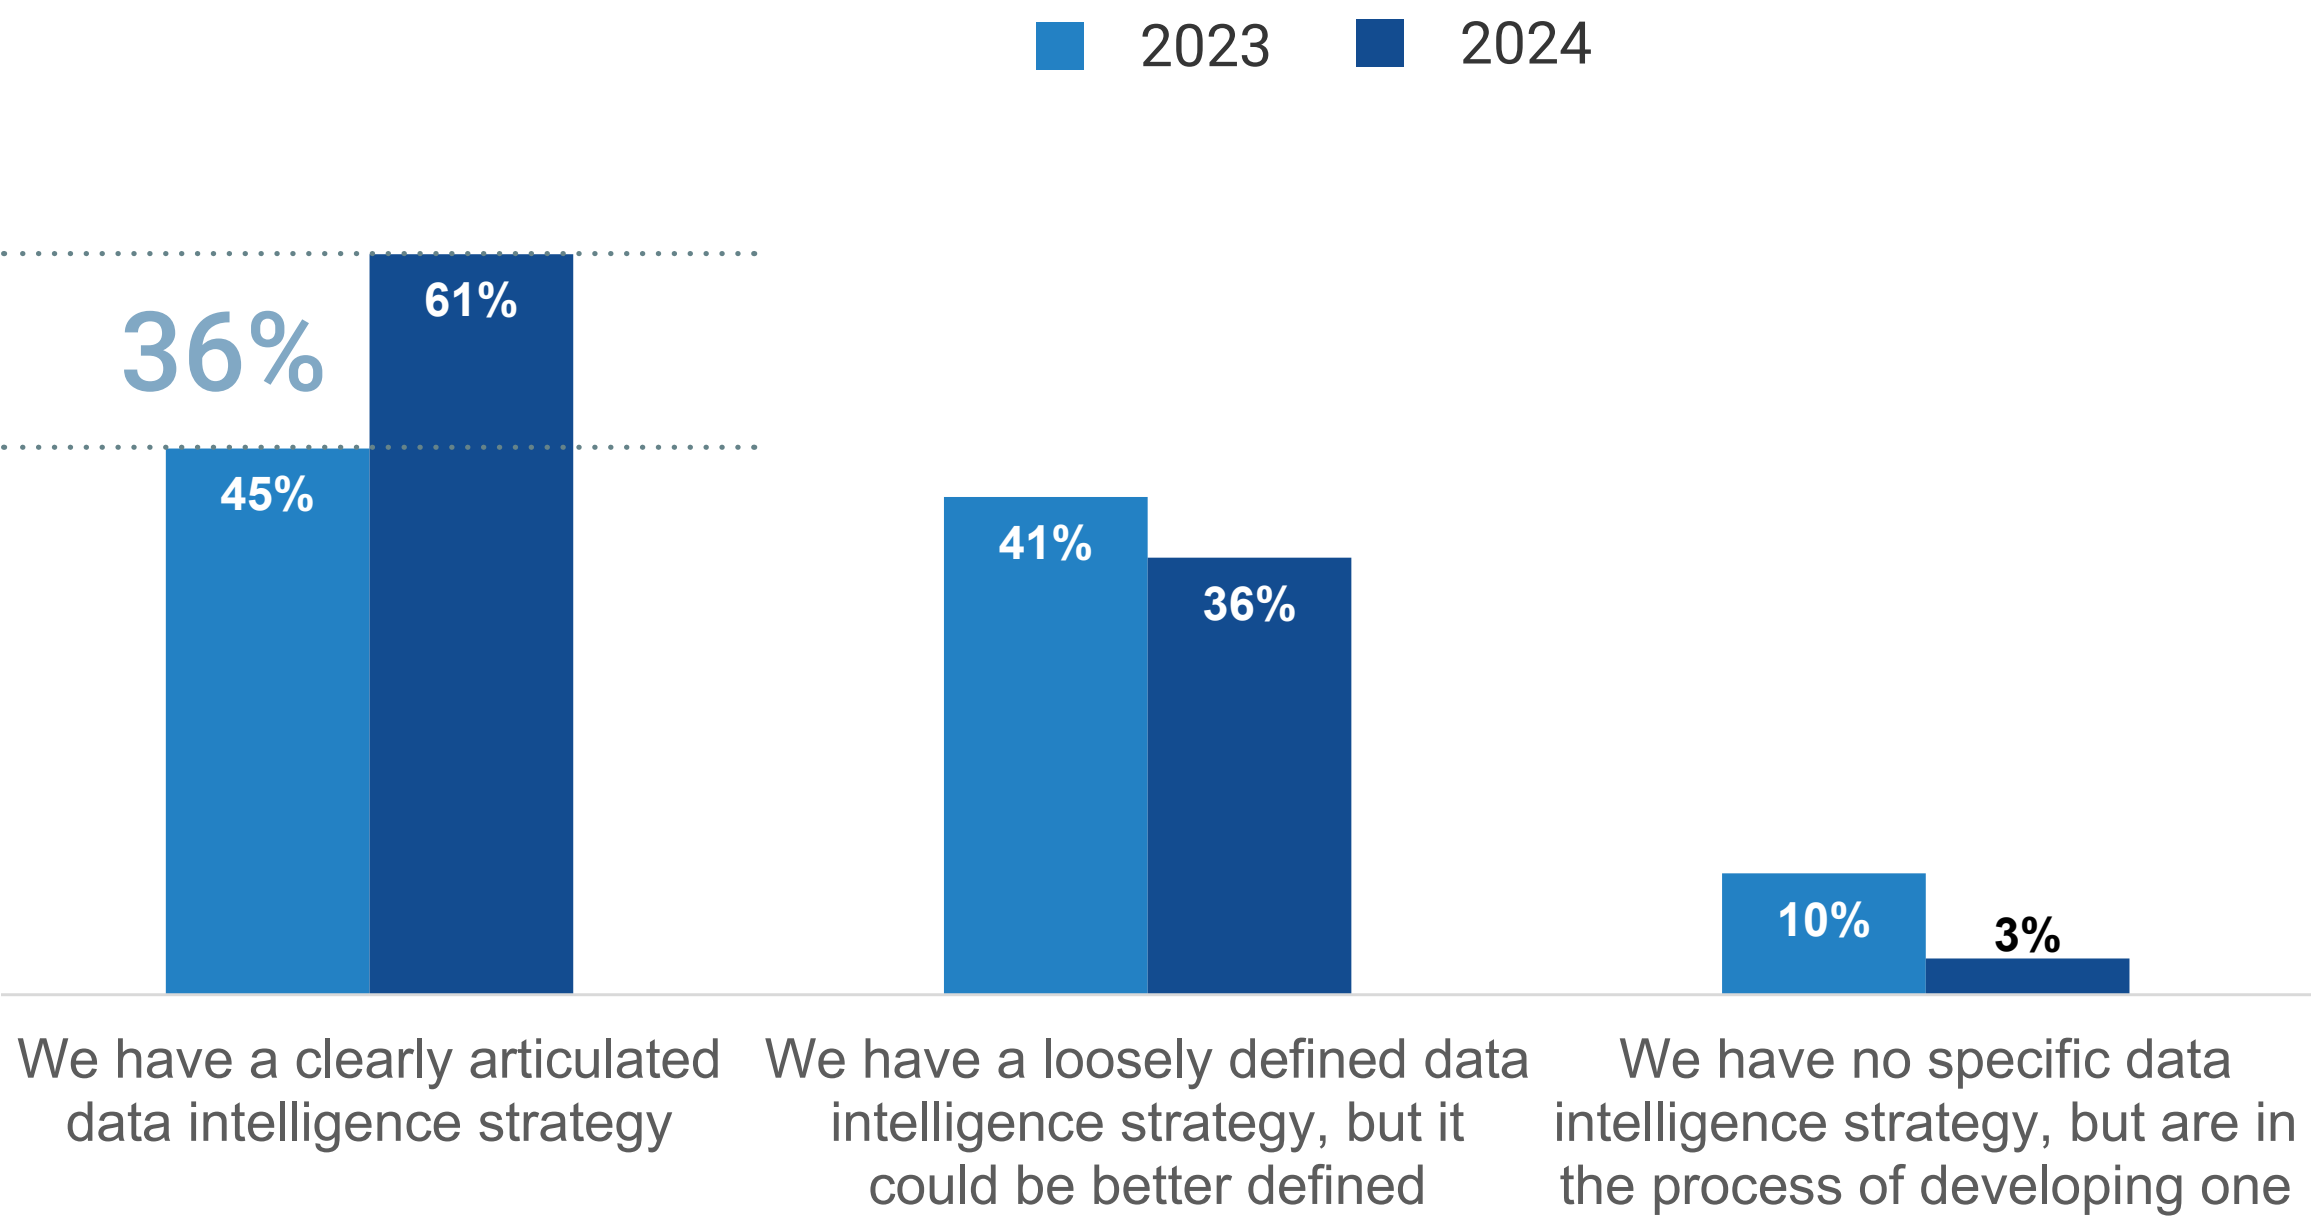 2023 2024
61%
36%
45%
41%
36%
10%
3%
We have a clearly articulated
data intelligence strategy
We have a loosely defined data
intelligence strategy, but it
could be better defined
We have no specific data
intelligence strategy, but are in
the process of developing one